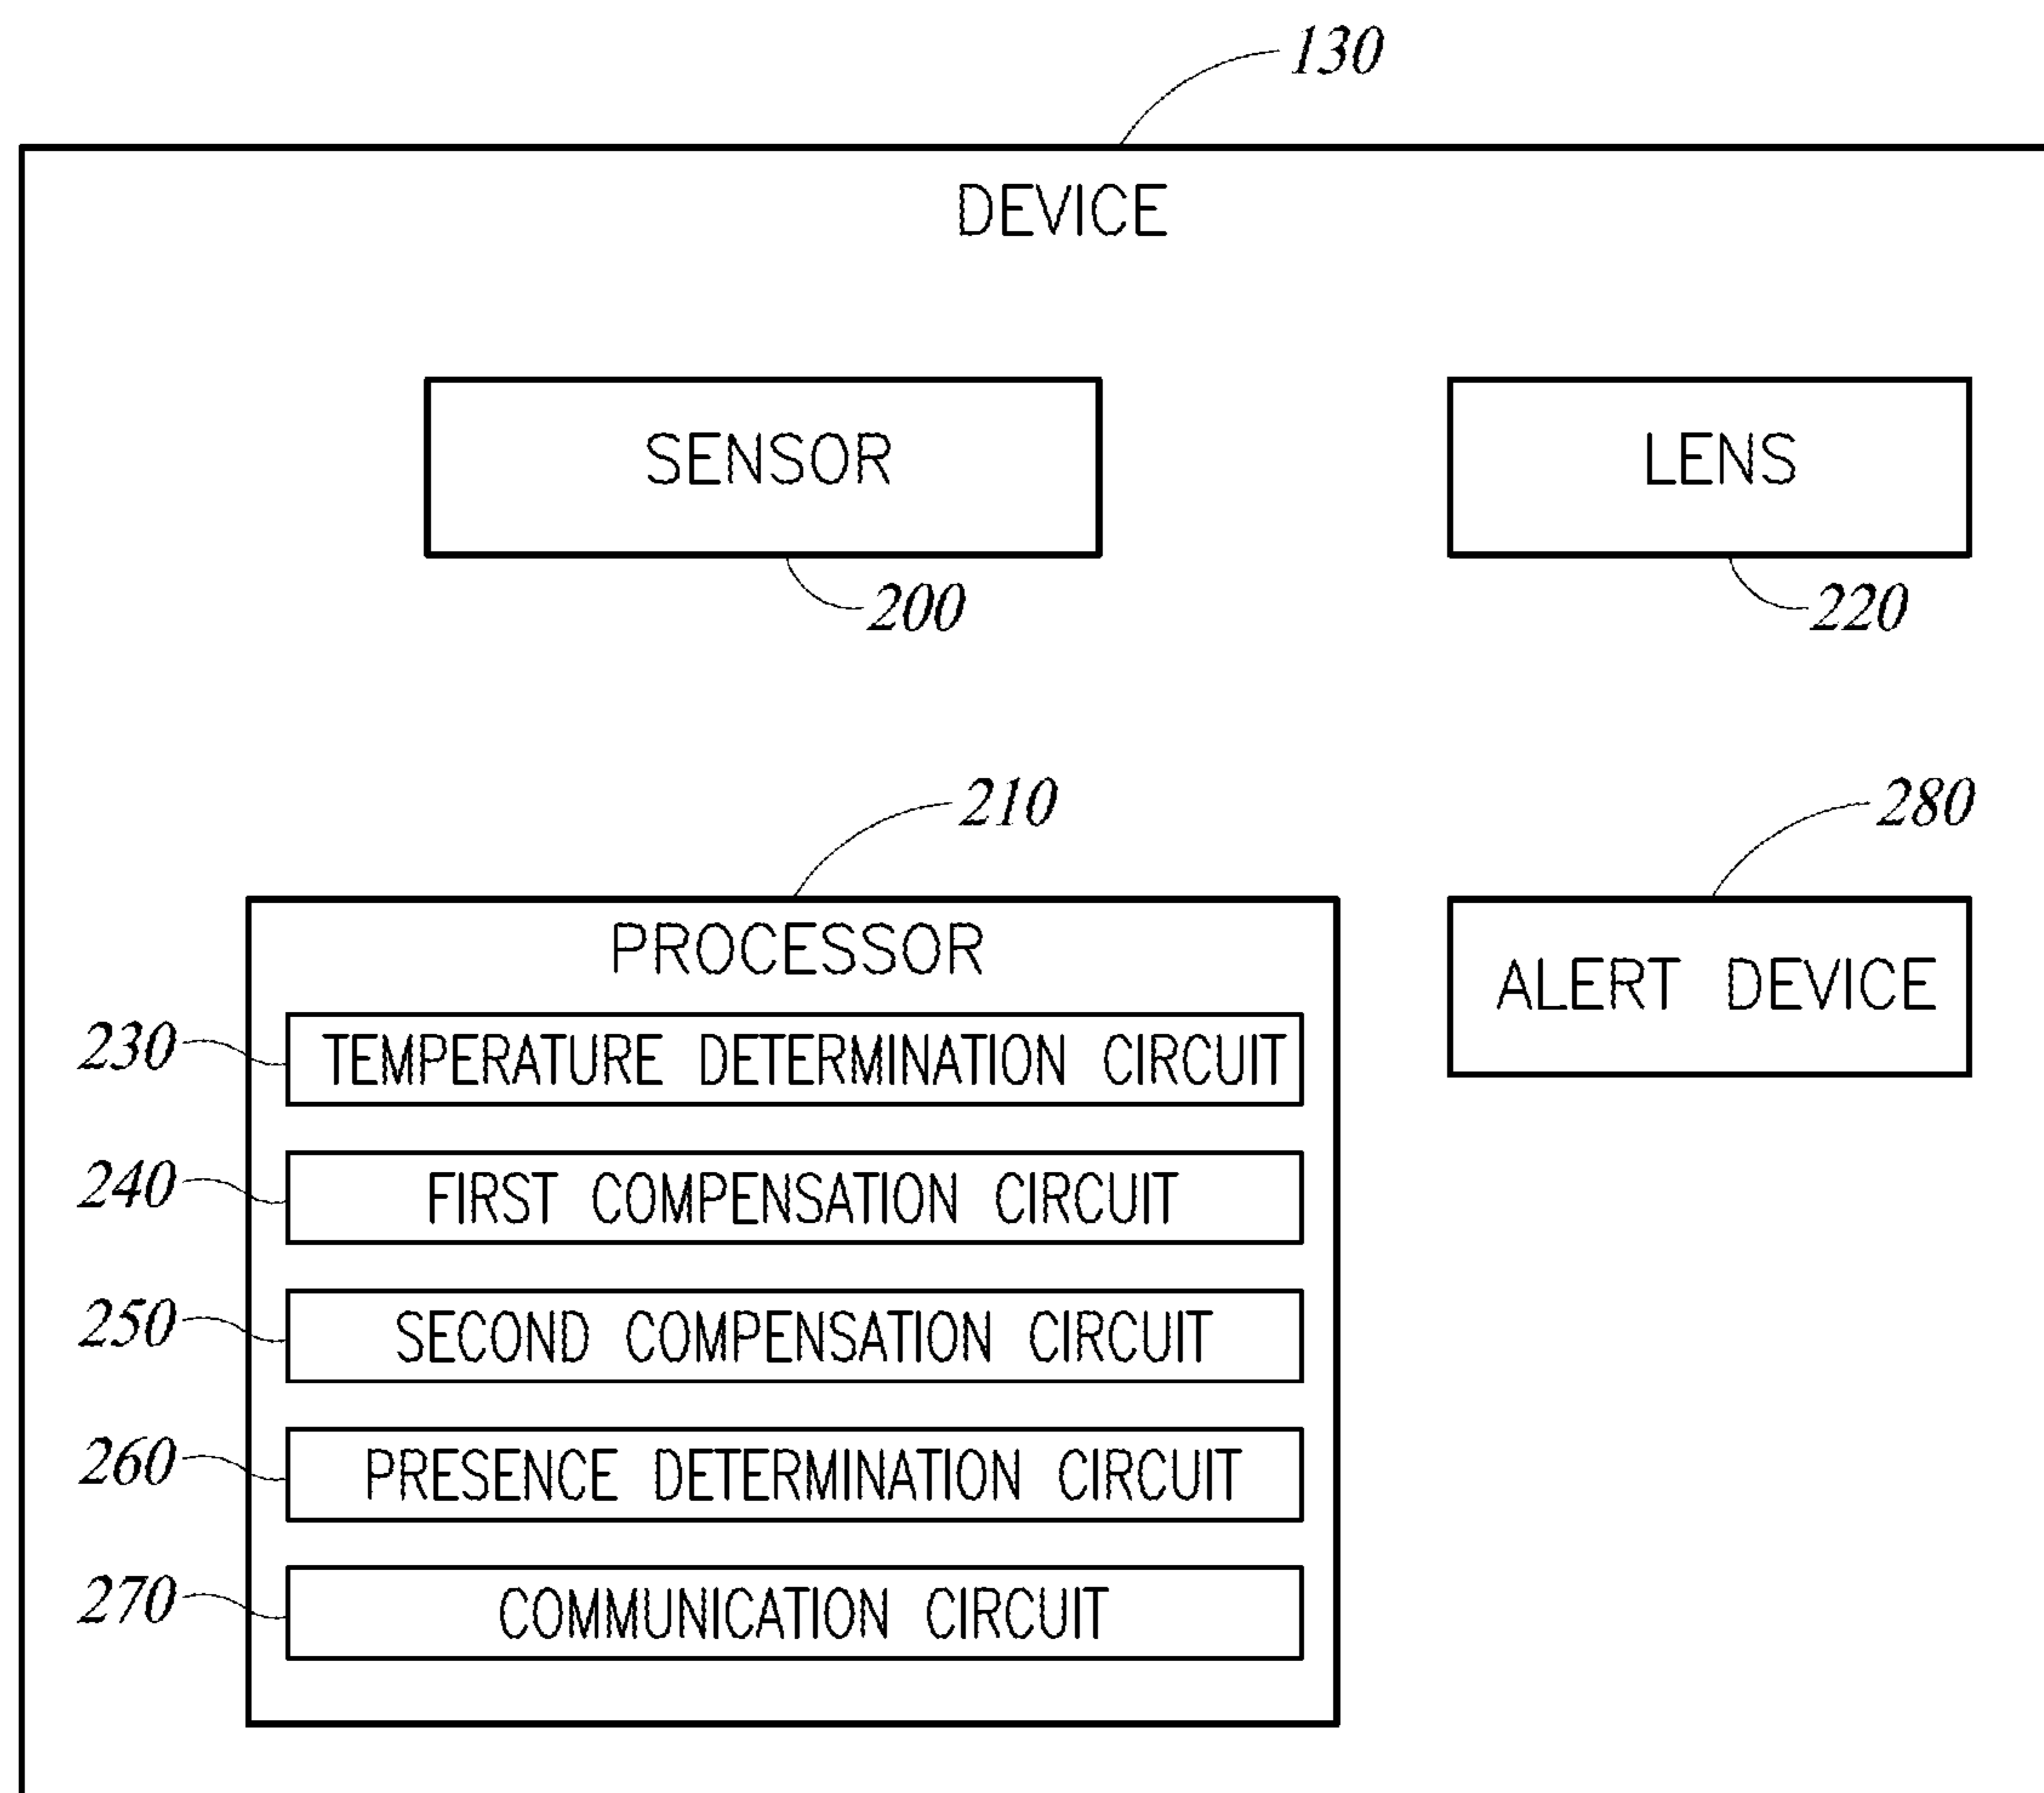 130
DEVICE
SENSOR
LENS
200
220
210
280
PROCESSOR
ALERT DEVICE
230
TEMPERATURE DETERMINATION CIRCUIT
240
FIRST COMPENSATION CIRCUIT
250
SECOND COMPENSATION CIRCUIT
260
PRESENCE DETERMINATION CIRCUIT
270
COMMUNICATION CIRCUIT